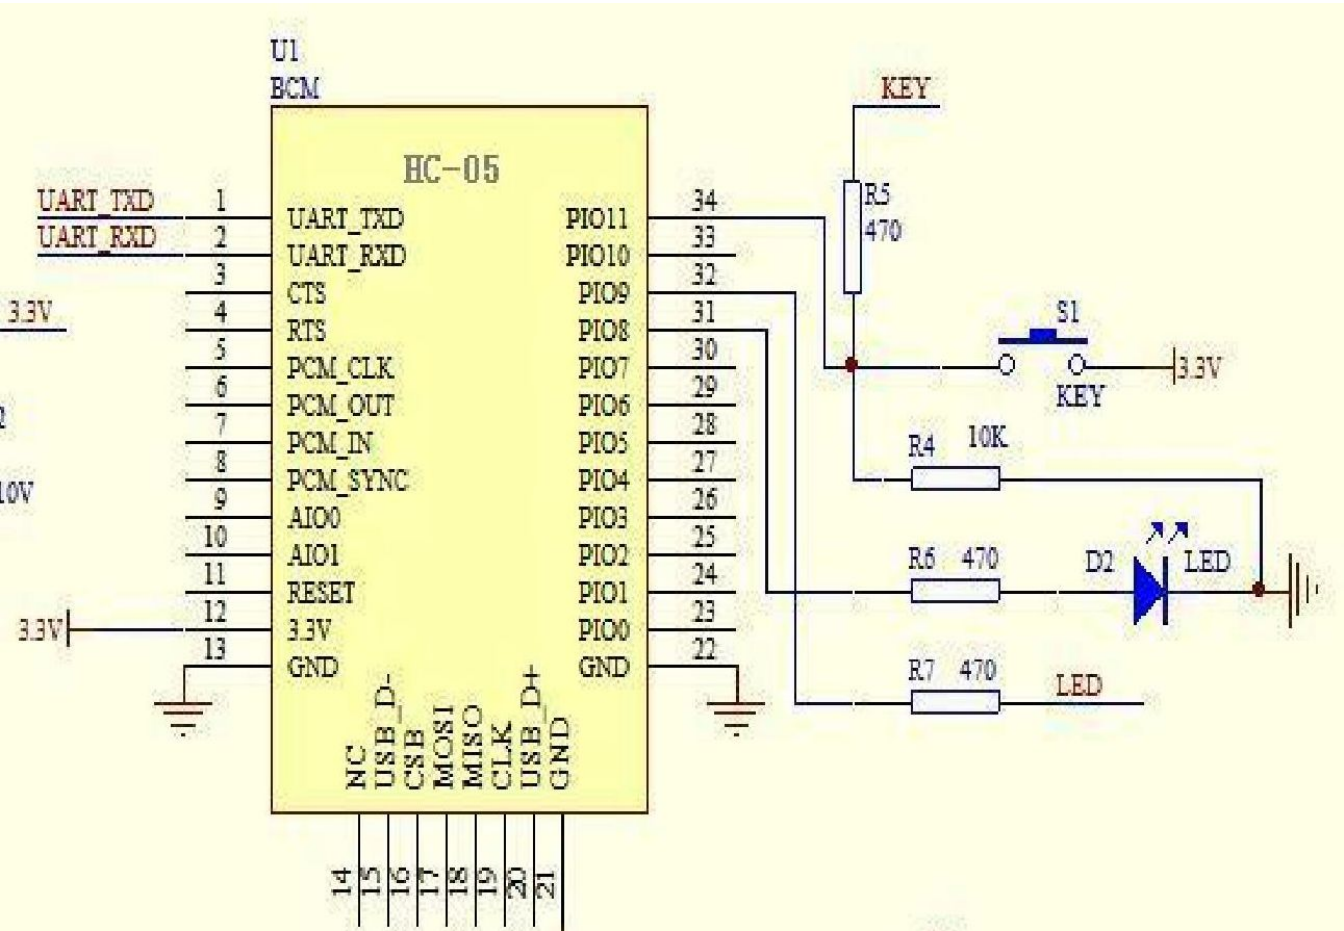 U1
BCM
HC-05
UART_TXD 1 UART_TXD
UART_RXD 2 UART_RXD
3 CTS
3.3V
4 RTS
5 PCM_CLK
6 PCM_OUT
7 PCM_IN
8 PCM_SYNC
10V
9 AIO0
10 AIO1
11 RESET
3.3V 12 3.3V
13 GND
PIO11 34
PIO10 33
PIO9 32
PIO8 31
PIO7 30
PIO6 29
PIO5 28
PIO4 27
PIO3 26
PIO2 25
PIO1 24
PIO0 23
GND 22
NC
USB_D-
CSB
MOSI
MISO
CLK
USB_D+
GND
14
15
16
17
18
19
20
21
KEY
R5
470
S1
3.3V
KEY
R4 10K
R6 470 D2 LED
R7 470 LED